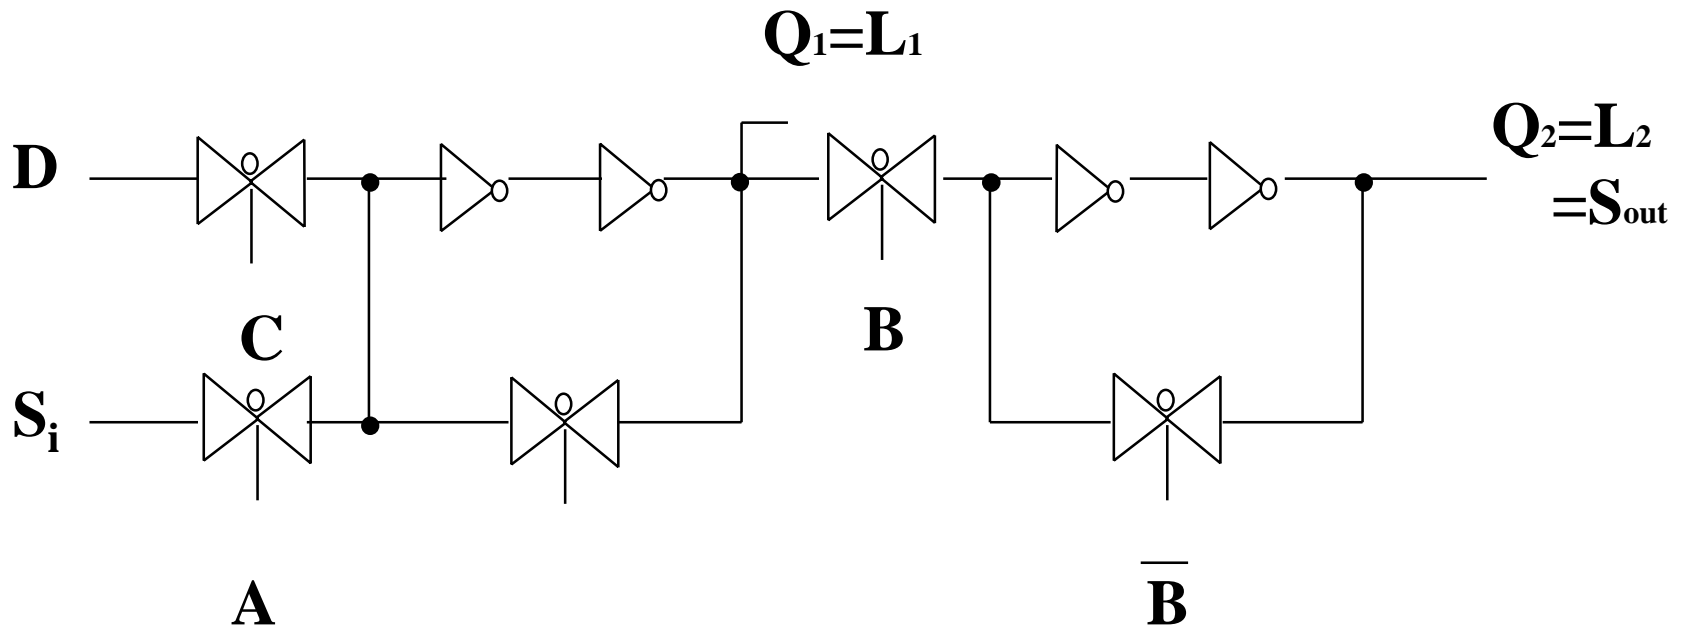 Q₁=L₁
D
Q₂=L₂
=Sout
C
B
Sᵢ
A
B̅